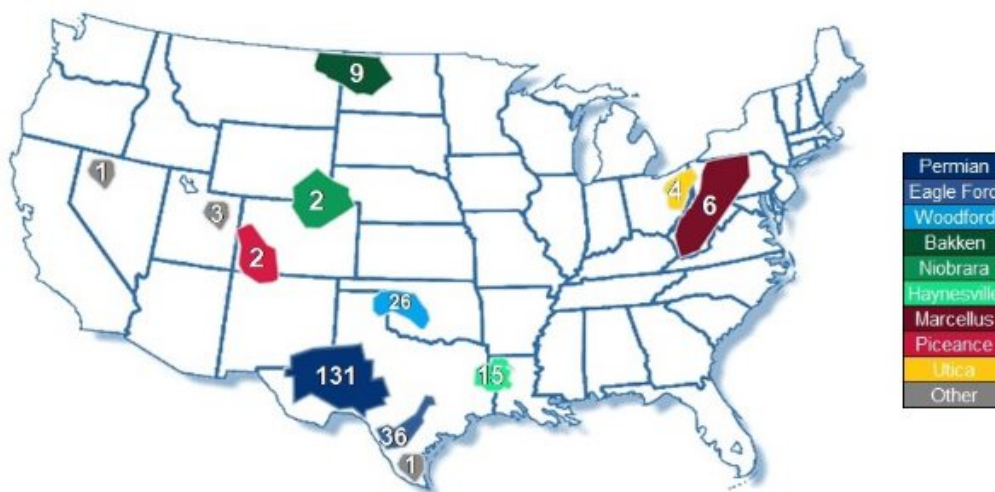 9
1
2
3
2
4
6
26
131
15
36
1
Permian
Eagle Ford
Woodford
Bakken
Niobrara
Haynesville
Marcellus
Piceance
Utica
Other